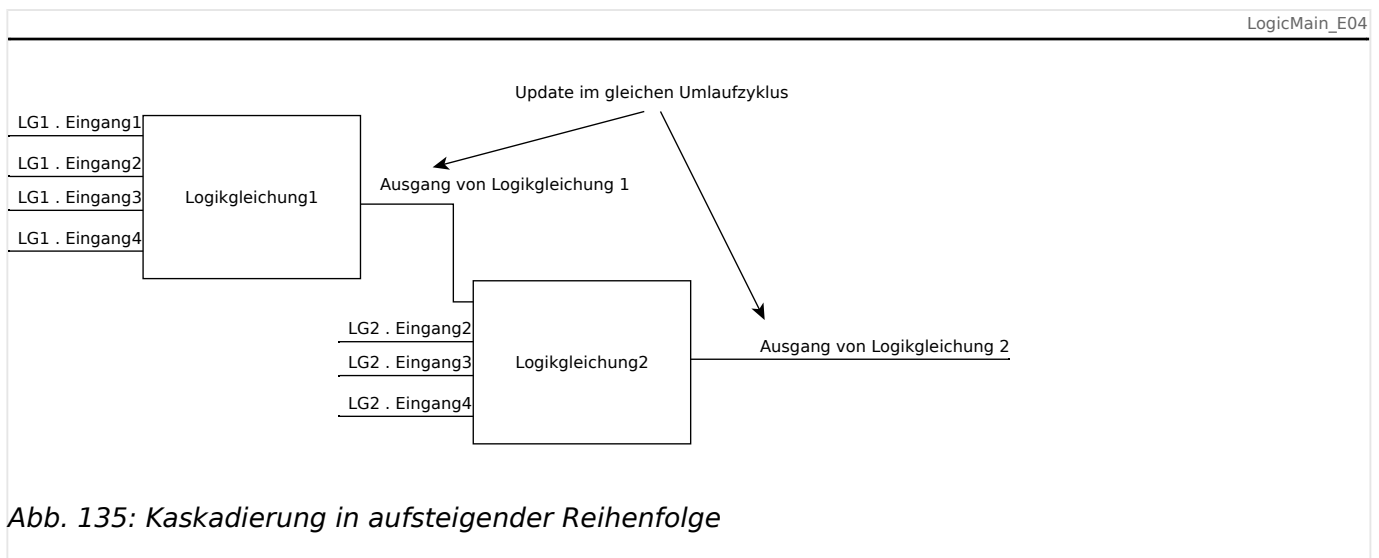 LogicMain_E04
Update im gleichen Umlaufzyklus
LG1 . Eingang1
LG1 . Eingang2
LG1 . Eingang3
LG1 . Eingang4
Logikgleichung1
Ausgang von Logikgleichung 1
LG2 . Eingang2
LG2 . Eingang3
LG2 . Eingang4
Logikgleichung2
Ausgang von Logikgleichung 2
Abb. 135: Kaskadierung in aufsteigender Reihenfolge